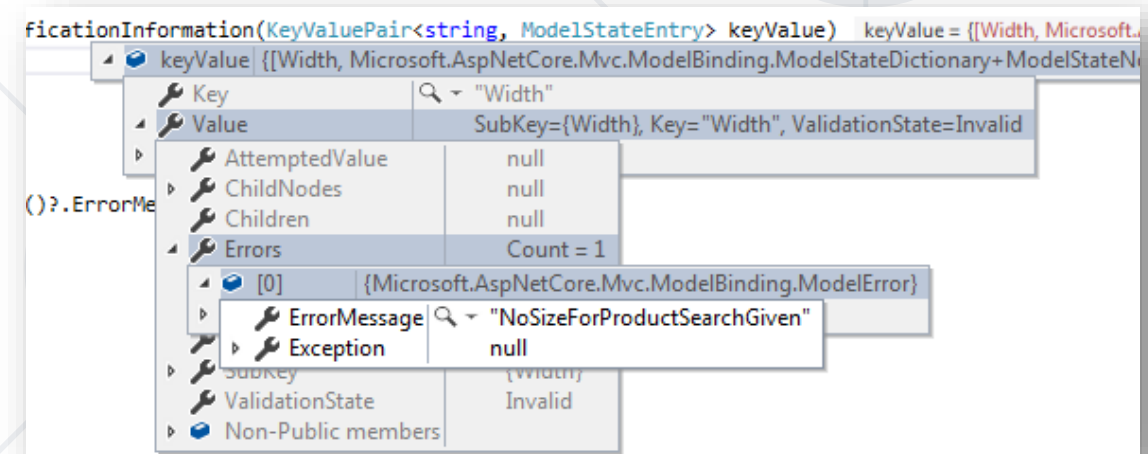 ficationInformation(KeyValuePair<string, ModelStateEntry> keyValue) keyValue = {[Width, Microsoft.
keyValue {[Width, Microsoft.AspNetCore.Mvc.ModelBinding.ModelStateDictionary+ModelStateN
Key "Width"
Value SubKey={Width}, Key="Width", ValidationState=Invalid
AttemptedValue null
ChildNodes null
()?.ErrorMe
Children null
Errors Count = 1
[0] {Microsoft.AspNetCore.Mvc.ModelBinding.ModelError}
ErrorMessage "NoSizeForProductSearchGiven"
Exception null
SubKey {Width}
ValidationState Invalid
Non-Public members